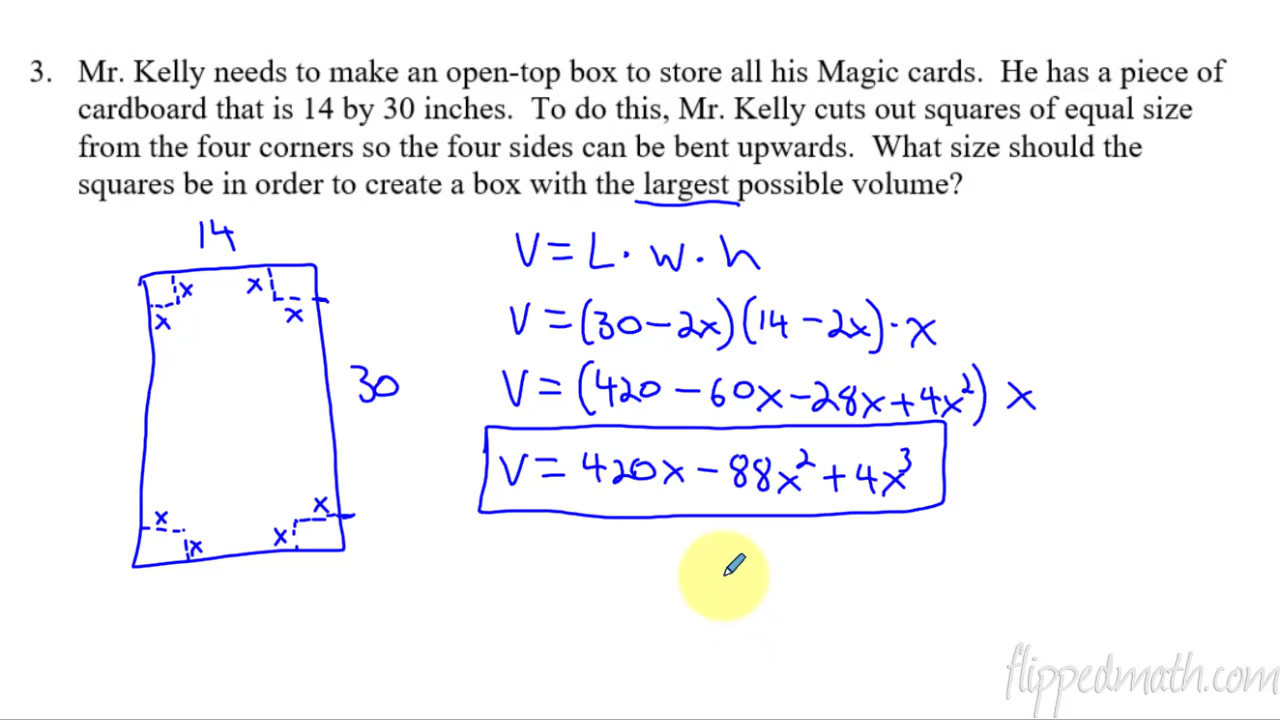 3. Mr. Kelly needs to make an open-top box to store all his Magic cards. He has a piece of
cardboard that is 14 by 30 inches. To do this, Mr. Kelly cuts out squares of equal size
from the four corners so the four sides can be bent upwards. What size should the
squares be in order to create a box with the largest possible volume?
14
x x
x x
30
x x
x x
V = L · w · h
V = (30 - 2x)(14 - 2x) · x
V = (420 - 60x - 28x + 4x²) x
V = 420x - 88x² + 4x³
flippedmath.com